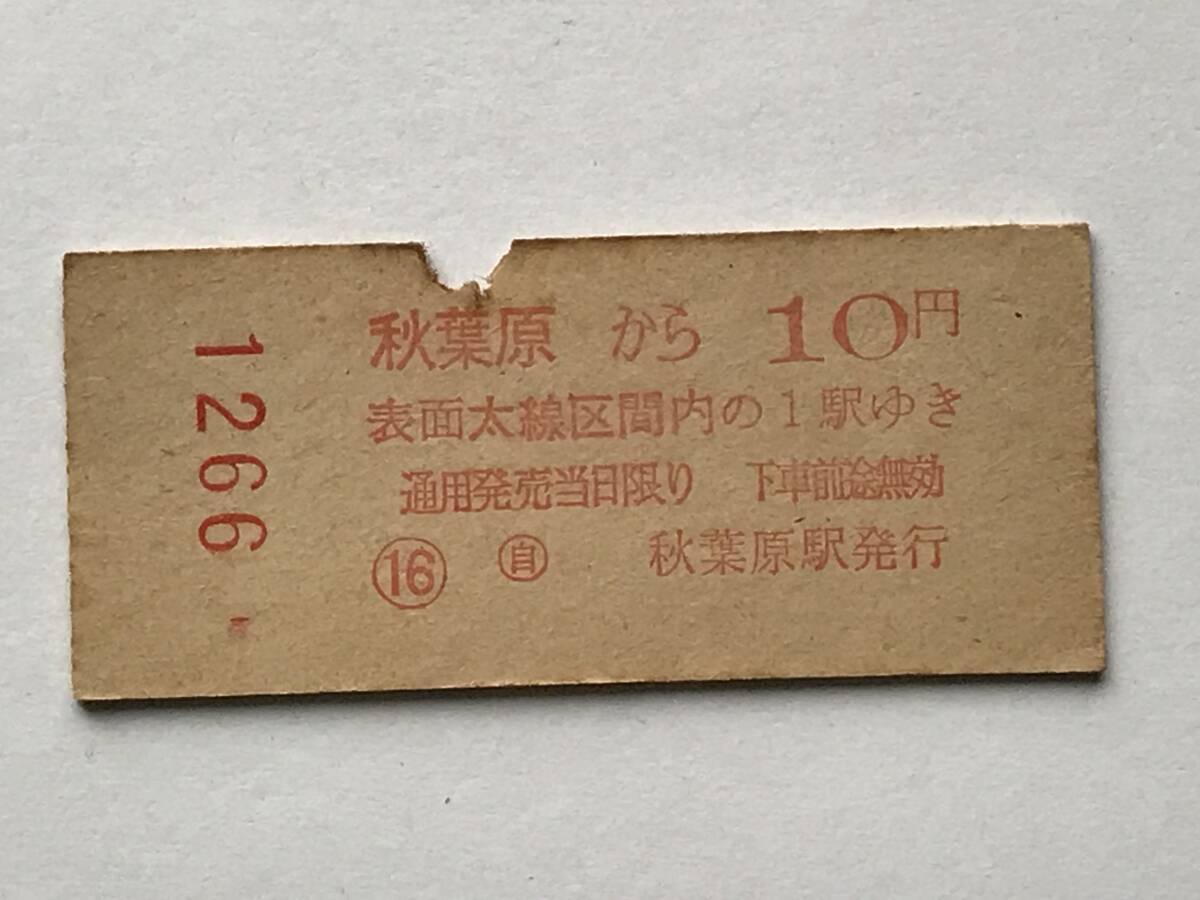 秋葉原 から 10円
表面太線区間内の1駅ゆき
通用発売当日限り 下車前途無効
⑯ ㊀自 秋葉原駅発行
1266